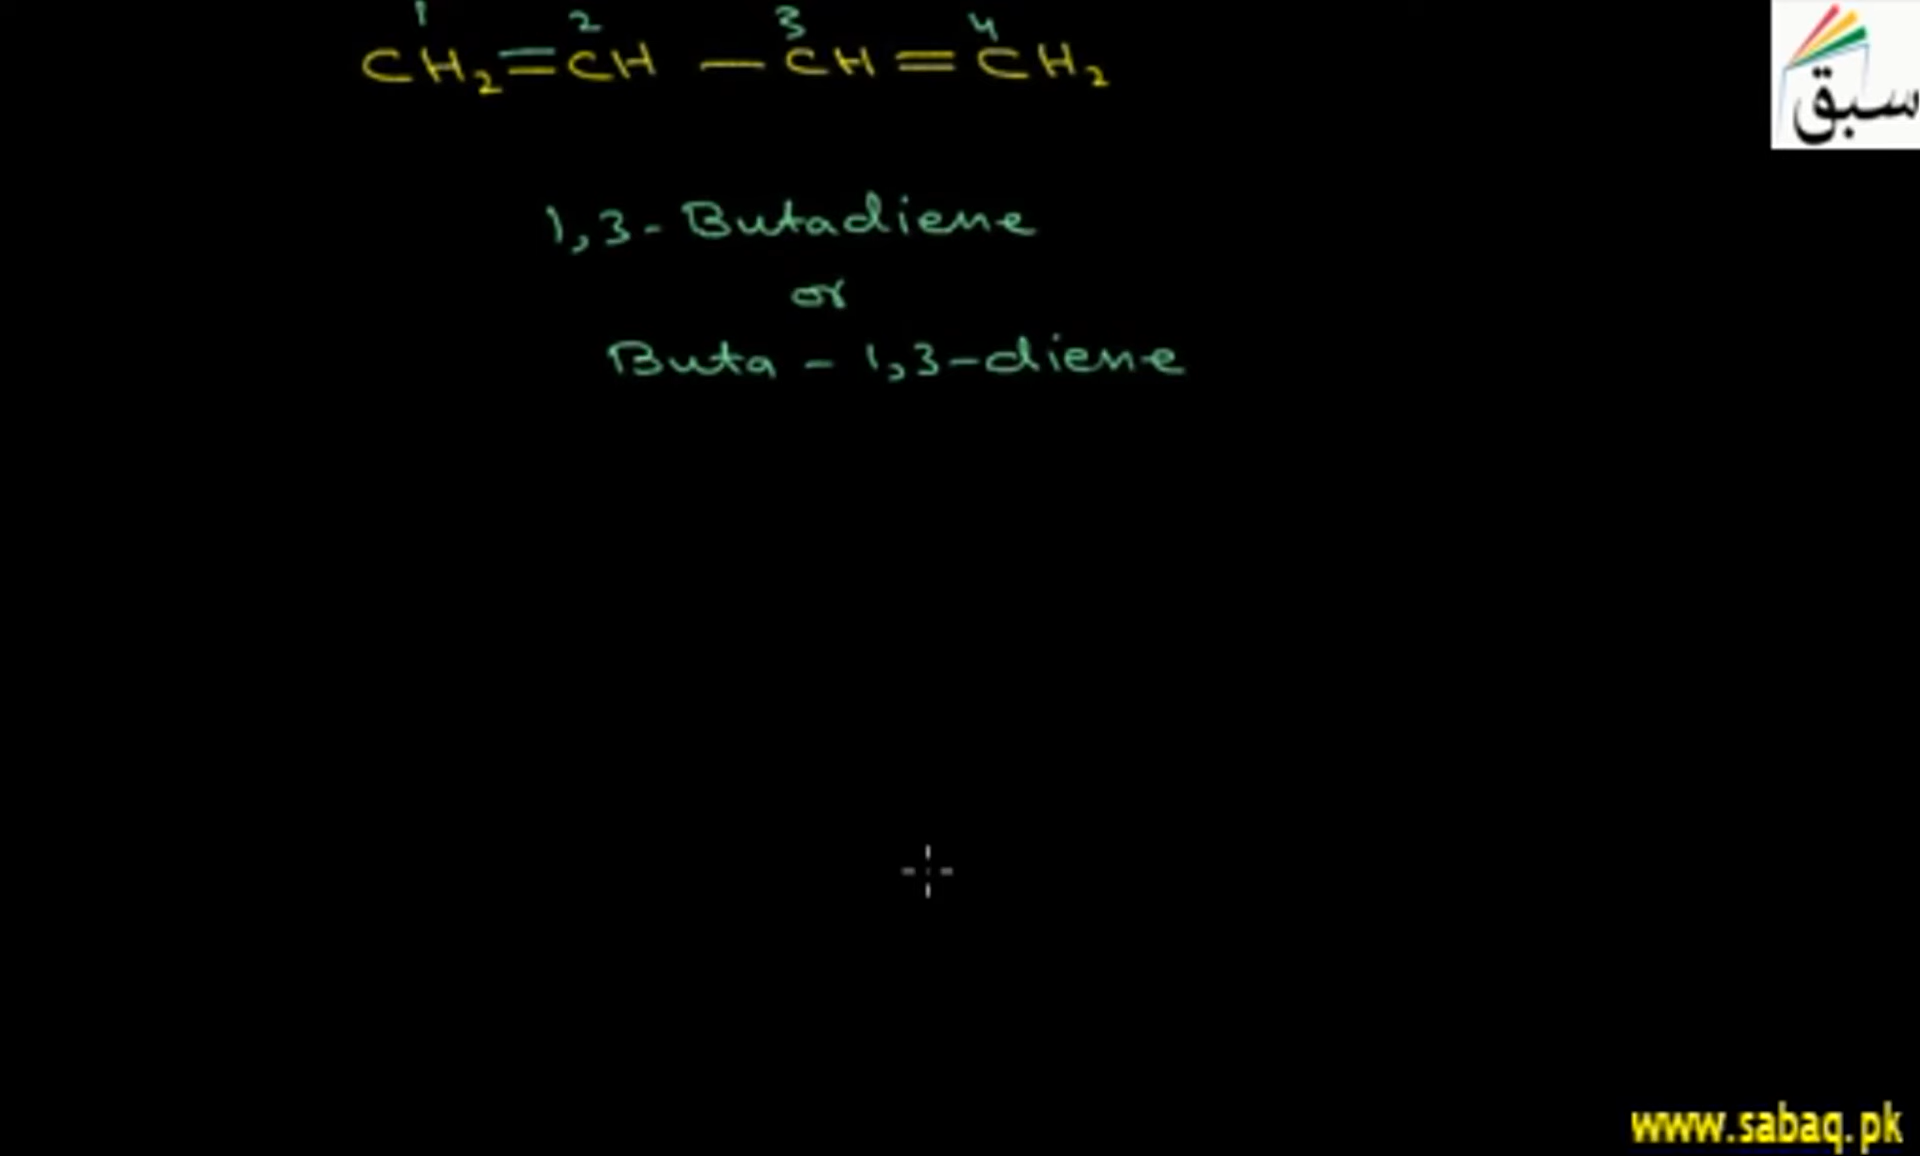 1 2 3 4
CH₂=CH — CH=CH₂
سبق
1,3-Butadiene
or
Buta - 1,3-diene
www.sabaq.pk